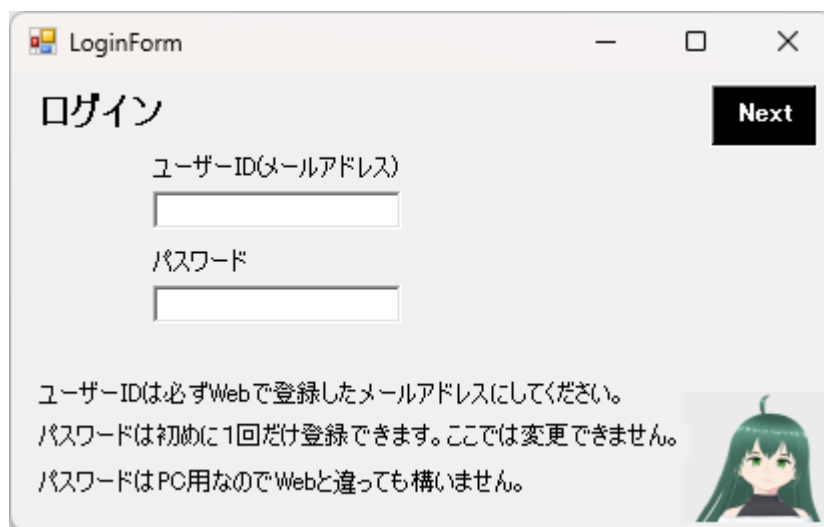 LoginForm
ログイン
Next
ユーザーID(メールアドレス)
パスワード
ユーザーIDは必ずWebで登録したメールアドレスにしてください。
パスワードは初めに1回だけ登録できます。ここでは変更できません。
パスワードはPC用なのでWebと違っても構いません。